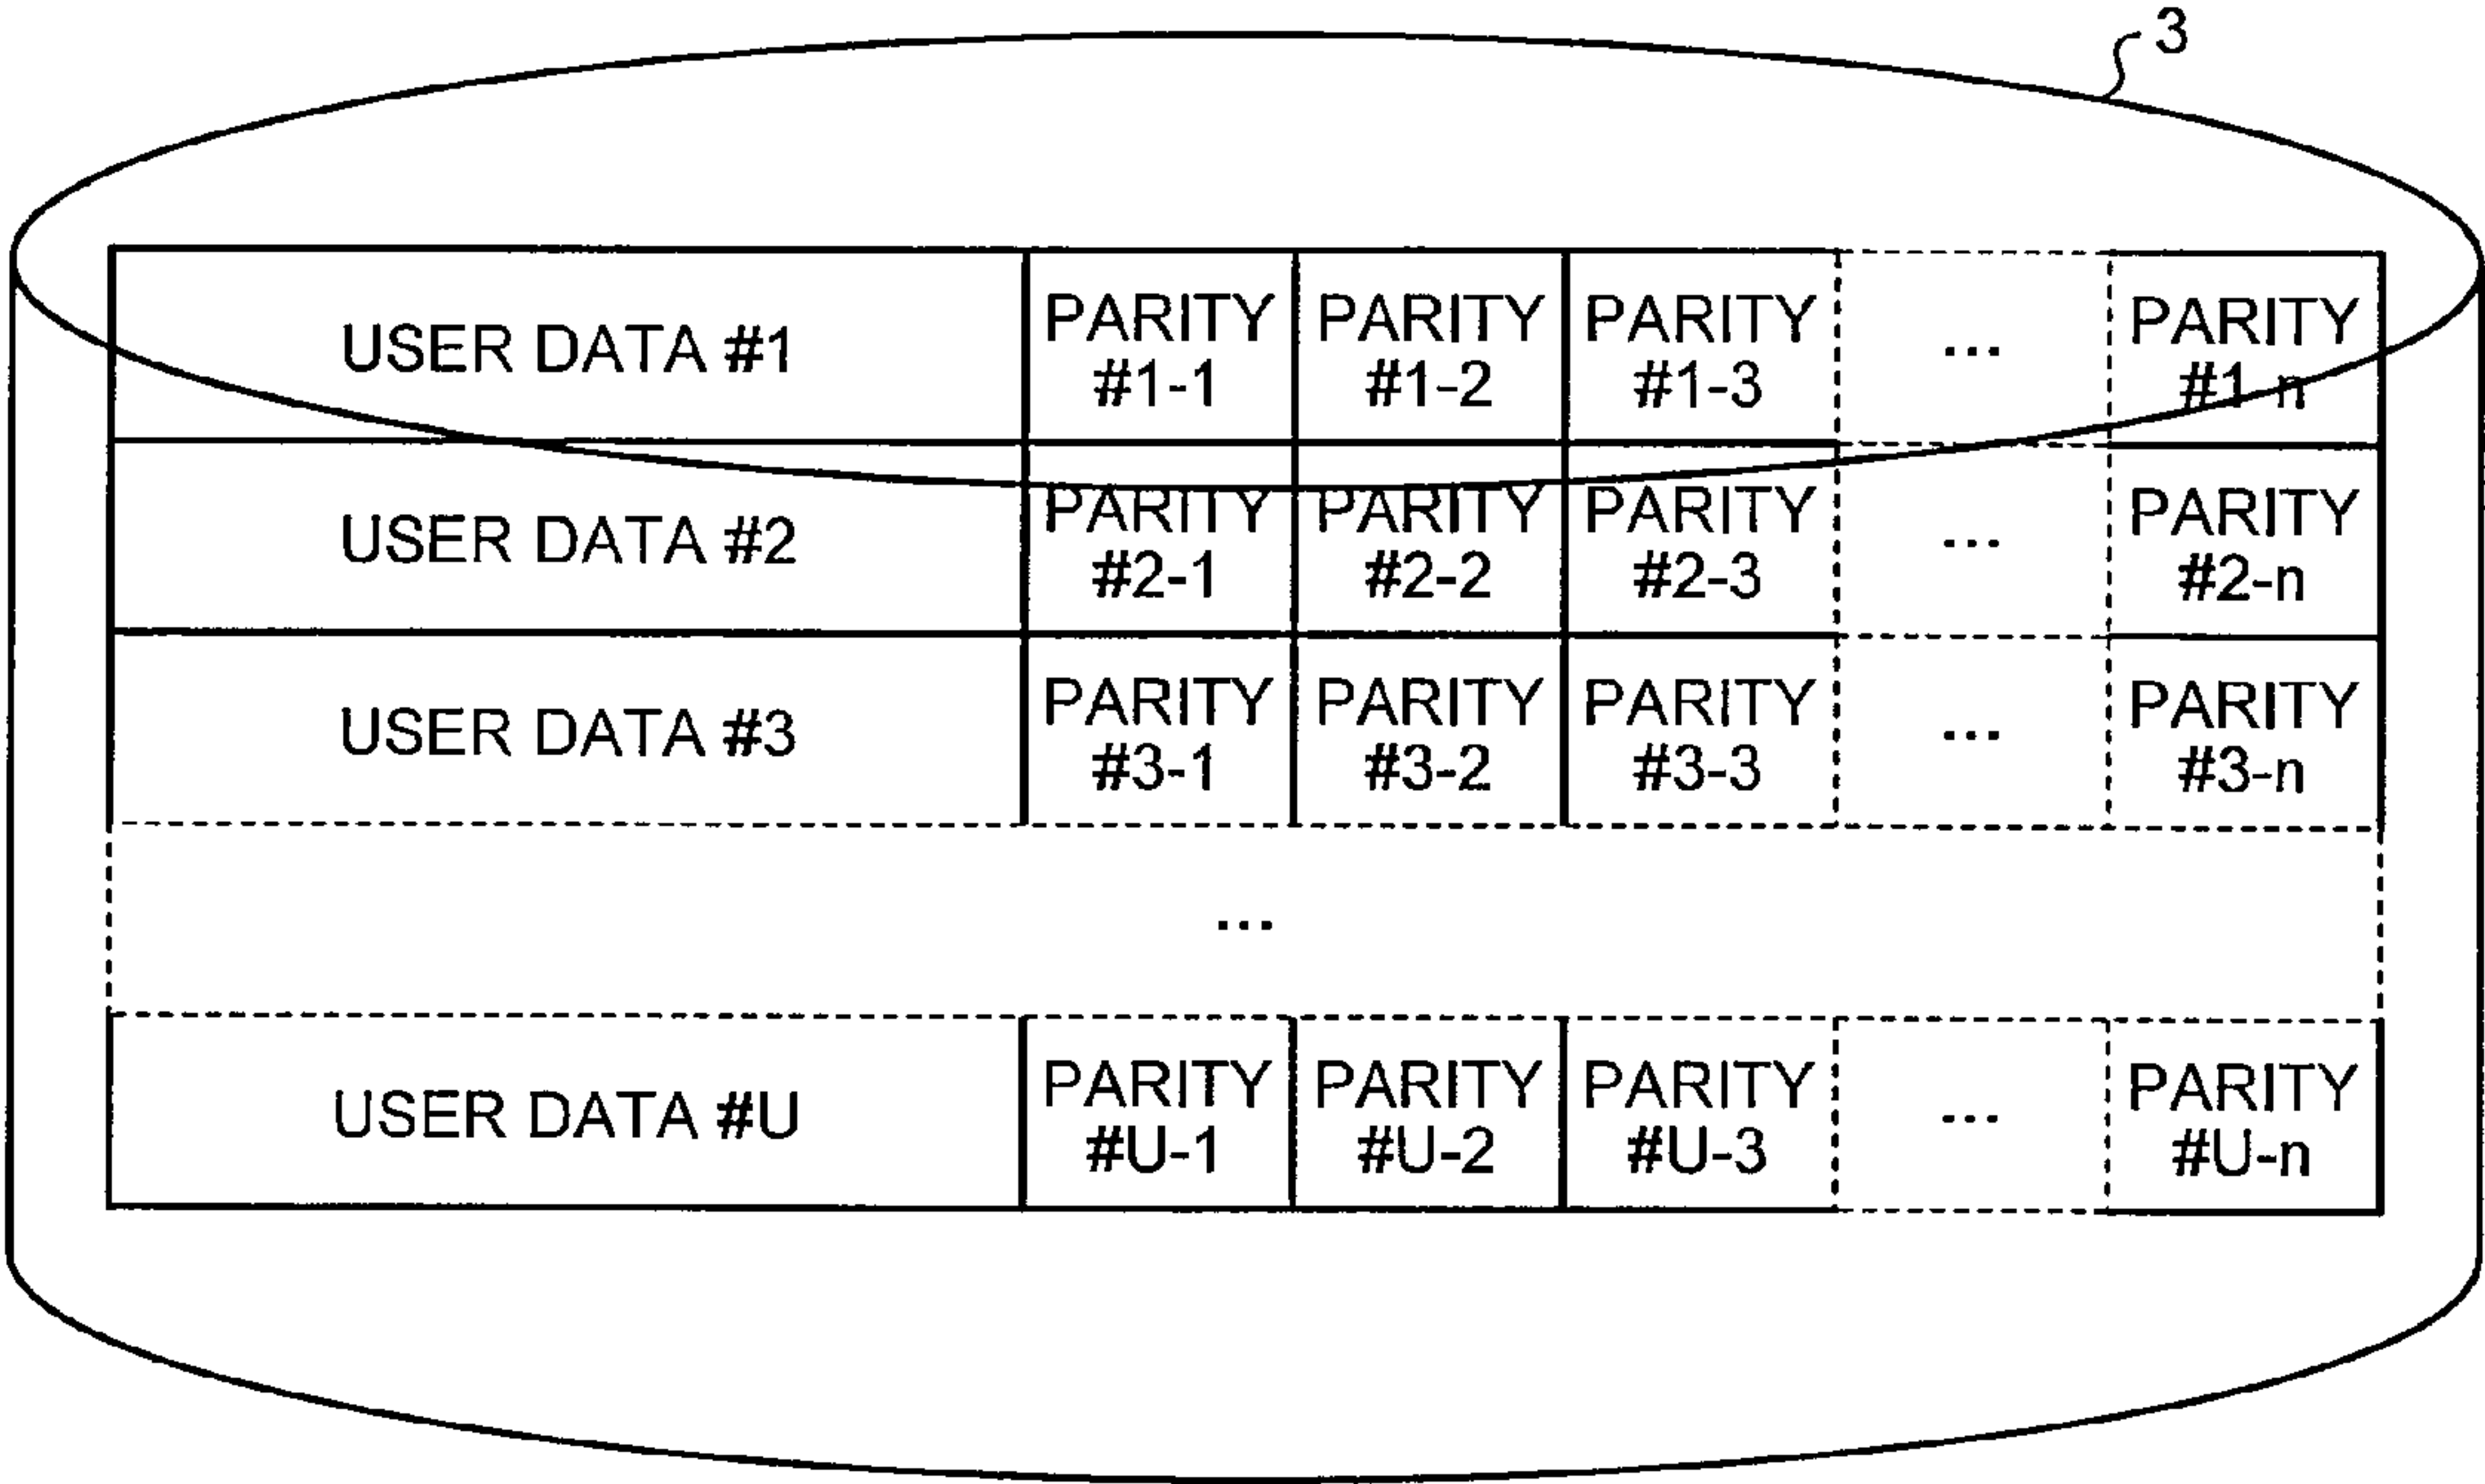 3
USER DATA #1
PARITY
#1-1
PARITY
#1-2
PARITY
#1-3
...
PARITY
#1-n
USER DATA #2
PARITY
#2-1
PARITY
#2-2
PARITY
#2-3
...
PARITY
#2-n
USER DATA #3
PARITY
#3-1
PARITY
#3-2
PARITY
#3-3
...
PARITY
#3-n
...
USER DATA #U
PARITY
#U-1
PARITY
#U-2
PARITY
#U-3
...
PARITY
#U-n